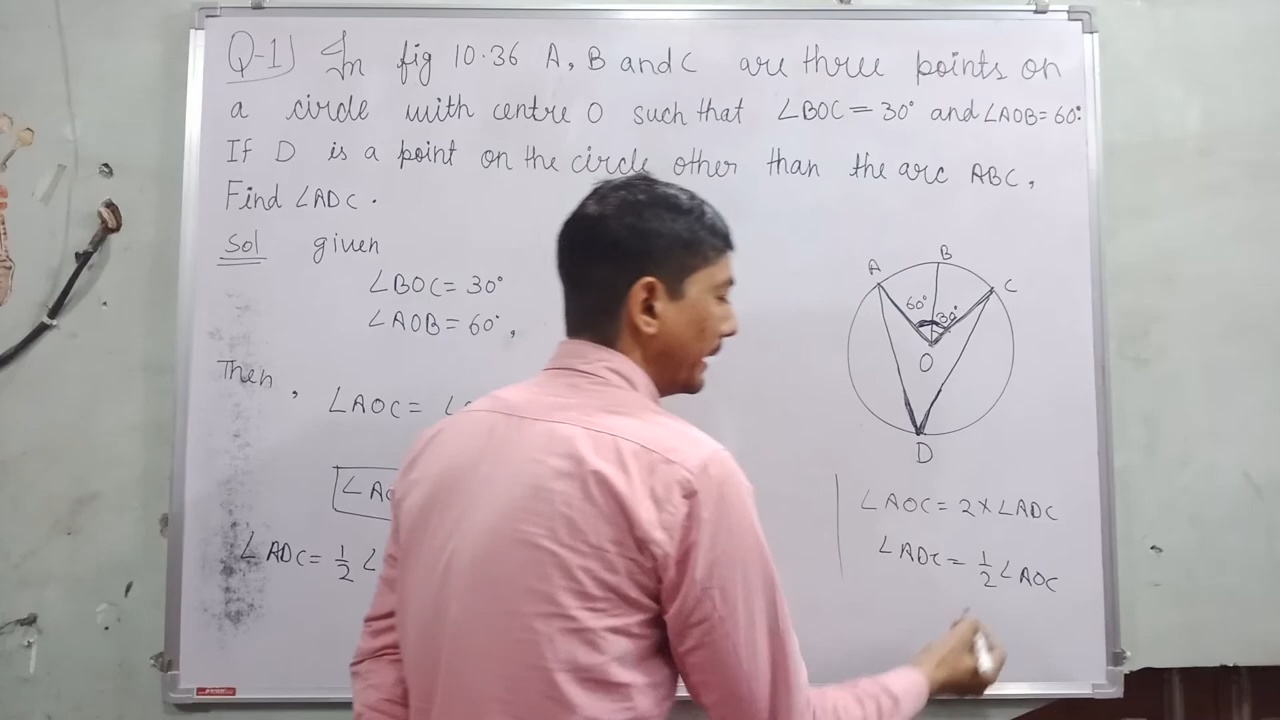 Q-1) In fig 10.36 A, B and C are three points on
a circle with centre O such that ∠BOC = 30° and ∠AOB = 60°.
If D is a point on the circle other than the arc ABC,
Find ∠ADC.
Sol given
∠BOC = 30°
∠AOB = 60°,
Then,
∠AOC = ∠
∠AO
∠ADC = 1/2 ∠
A
B
C
60°
30°
O
D
∠AOC = 2×∠ADC
∠ADC = 1/2 ∠AOC